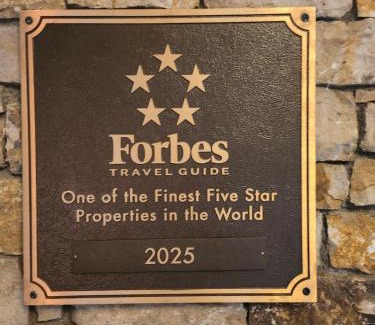 Forbes
TRAVEL GUIDE
One of the Finest Five Star
Properties in the World
2025